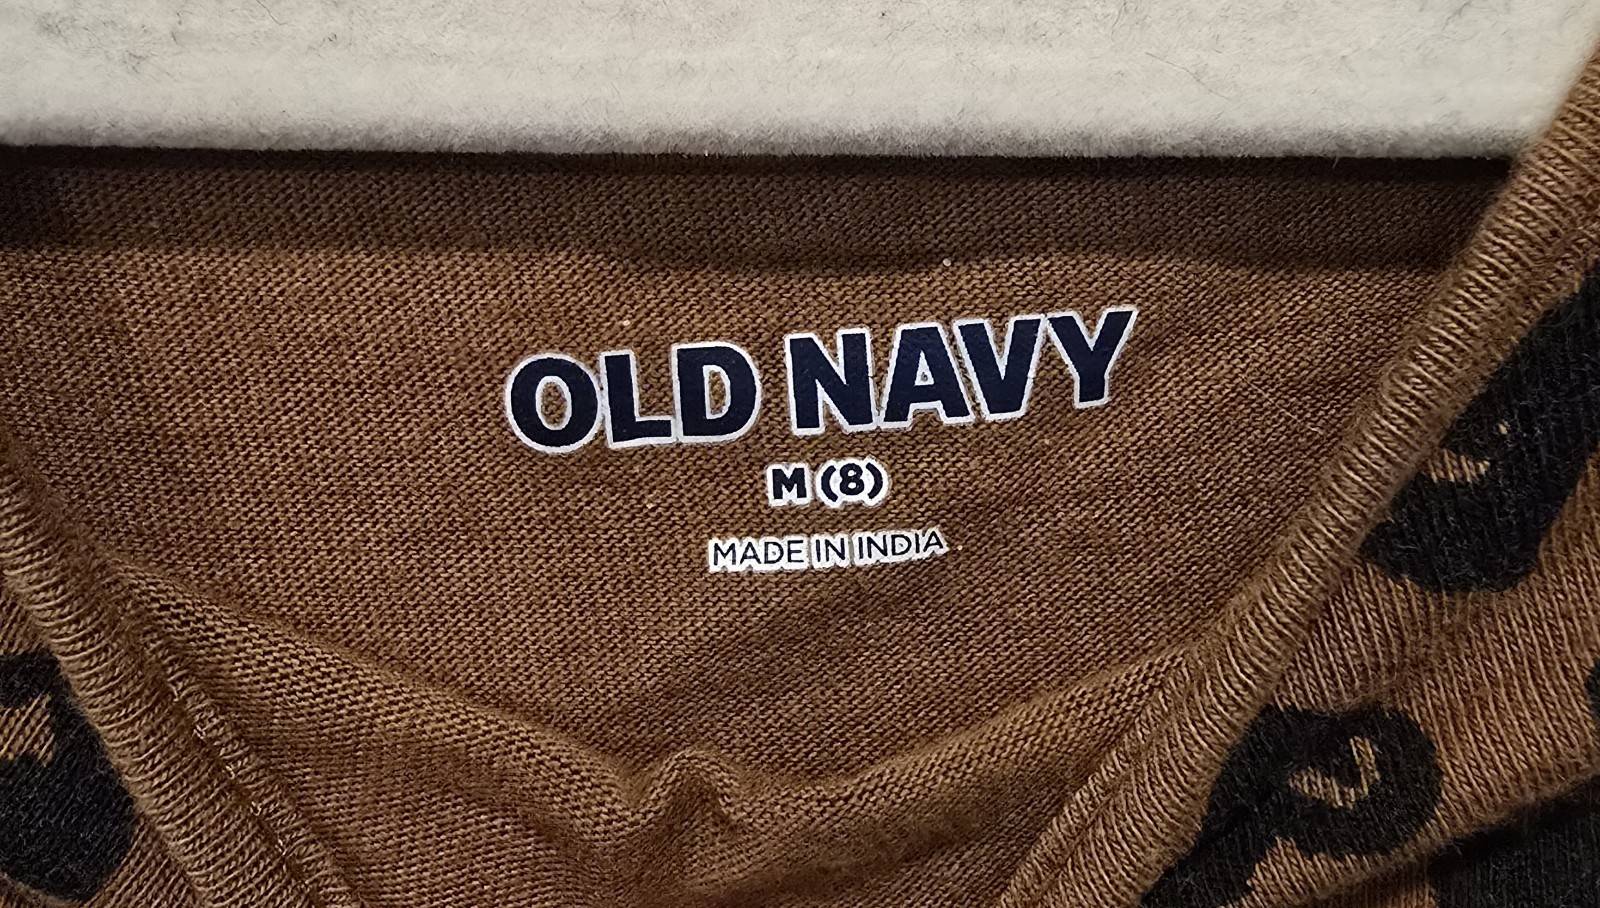 OLD NAVY
M (8)
MADE IN INDIA